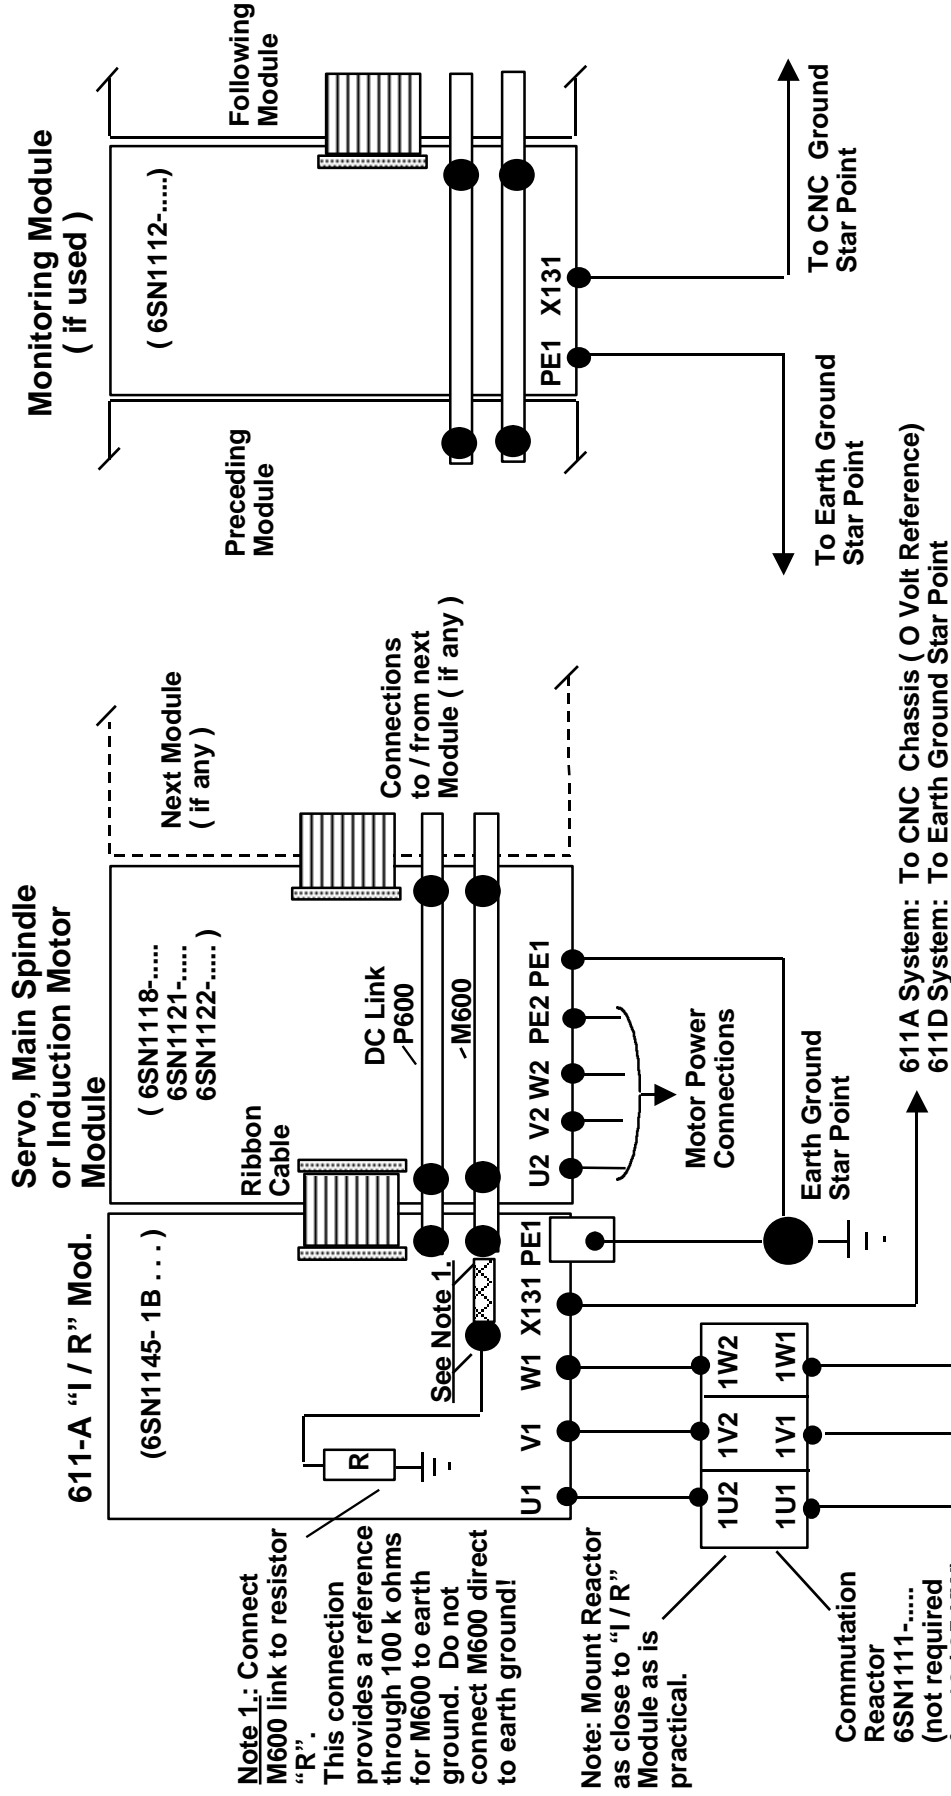 611-A “I / R” Mod.
(6SN1145- 1B . . . )
Servo, Main Spindle
or Induction Motor
Module
( 6SN1118-.....
6SN1121-.....
6SN1122-..... )
Ribbon
Cable
DC Link
P600
M600
See Note 1.
R
Next Module
( if any )
Connections
to / from next
Module ( if any )
Monitoring Module
( if used )
( 6SN1112-.....)
Preceding
Module
Following
Module
PE1 X131
To Earth Ground
Star Point
To CNC Ground
Star Point
Note 1.: Connect
M600 link to resistor
“R”.
This connection
provides a reference
through 100 k ohms
for M600 to earth
ground. Do not
connect M600 direct
to earth ground!
U1 V1 W1 X131 PE1
U2 V2 W2 PE2 PE1
Motor Power
Connections
Earth Ground
Star Point
Note: Mount Reactor
as close to “I / R”
Module as is
practical.
1U2 1V2 1W2
1U1 1V1 1W1
Commutation
Reactor
6SN1111-.....
(not required
611A System: To CNC Chassis ( O Volt Reference)
611D System: To Earth Ground Star Point